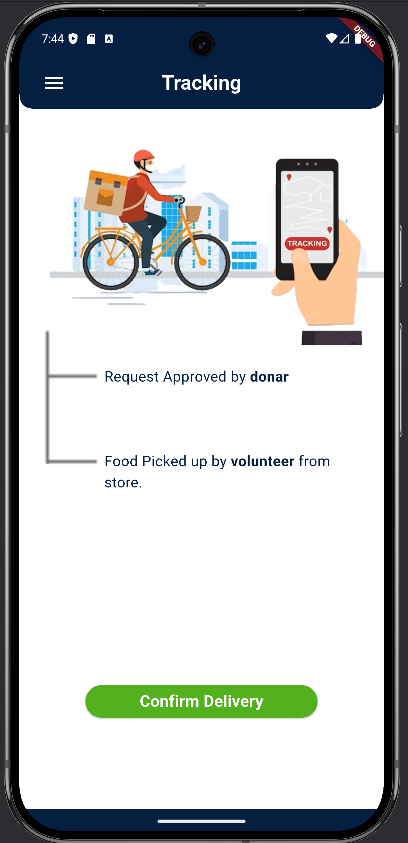 7:44
DEBUG
Tracking
TRACKING
Request Approved by donar
Food Picked up by volunteer from
store.
Confirm Delivery